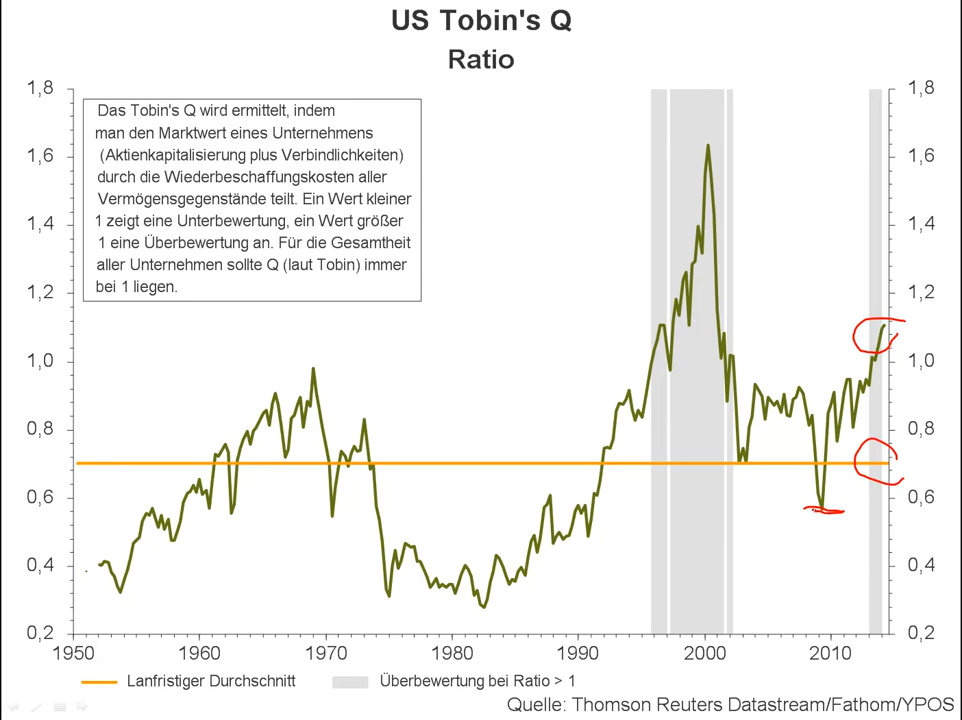 US Tobin's Q
Ratio
1,8
1,6
1,4
1,2
1,0
0,8
0,6
0,4
0,2
Das Tobin's Q wird ermittelt, indem
man den Marktwert eines Unternehmens
(Aktienkapitalisierung plus Verbindlichkeiten)
durch die Wiederbeschaffungskosten aller
Vermögensgegenstände teilt. Ein Wert kleiner
1 zeigt eine Unterbewertung, ein Wert größer
1 eine Überbewertung an. Für die Gesamtheit
aller Unternehmen sollte Q (laut Tobin) immer
bei 1 liegen.
1,8
1,6
1,4
1,2
1,0
0,8
0,6
0,4
0,2
1950 1960 1970 1980 1990 2000 2010
Lanfristiger Durchschnitt Überbewertung bei Ratio > 1
Quelle: Thomson Reuters Datastream/Fathom/YPOS